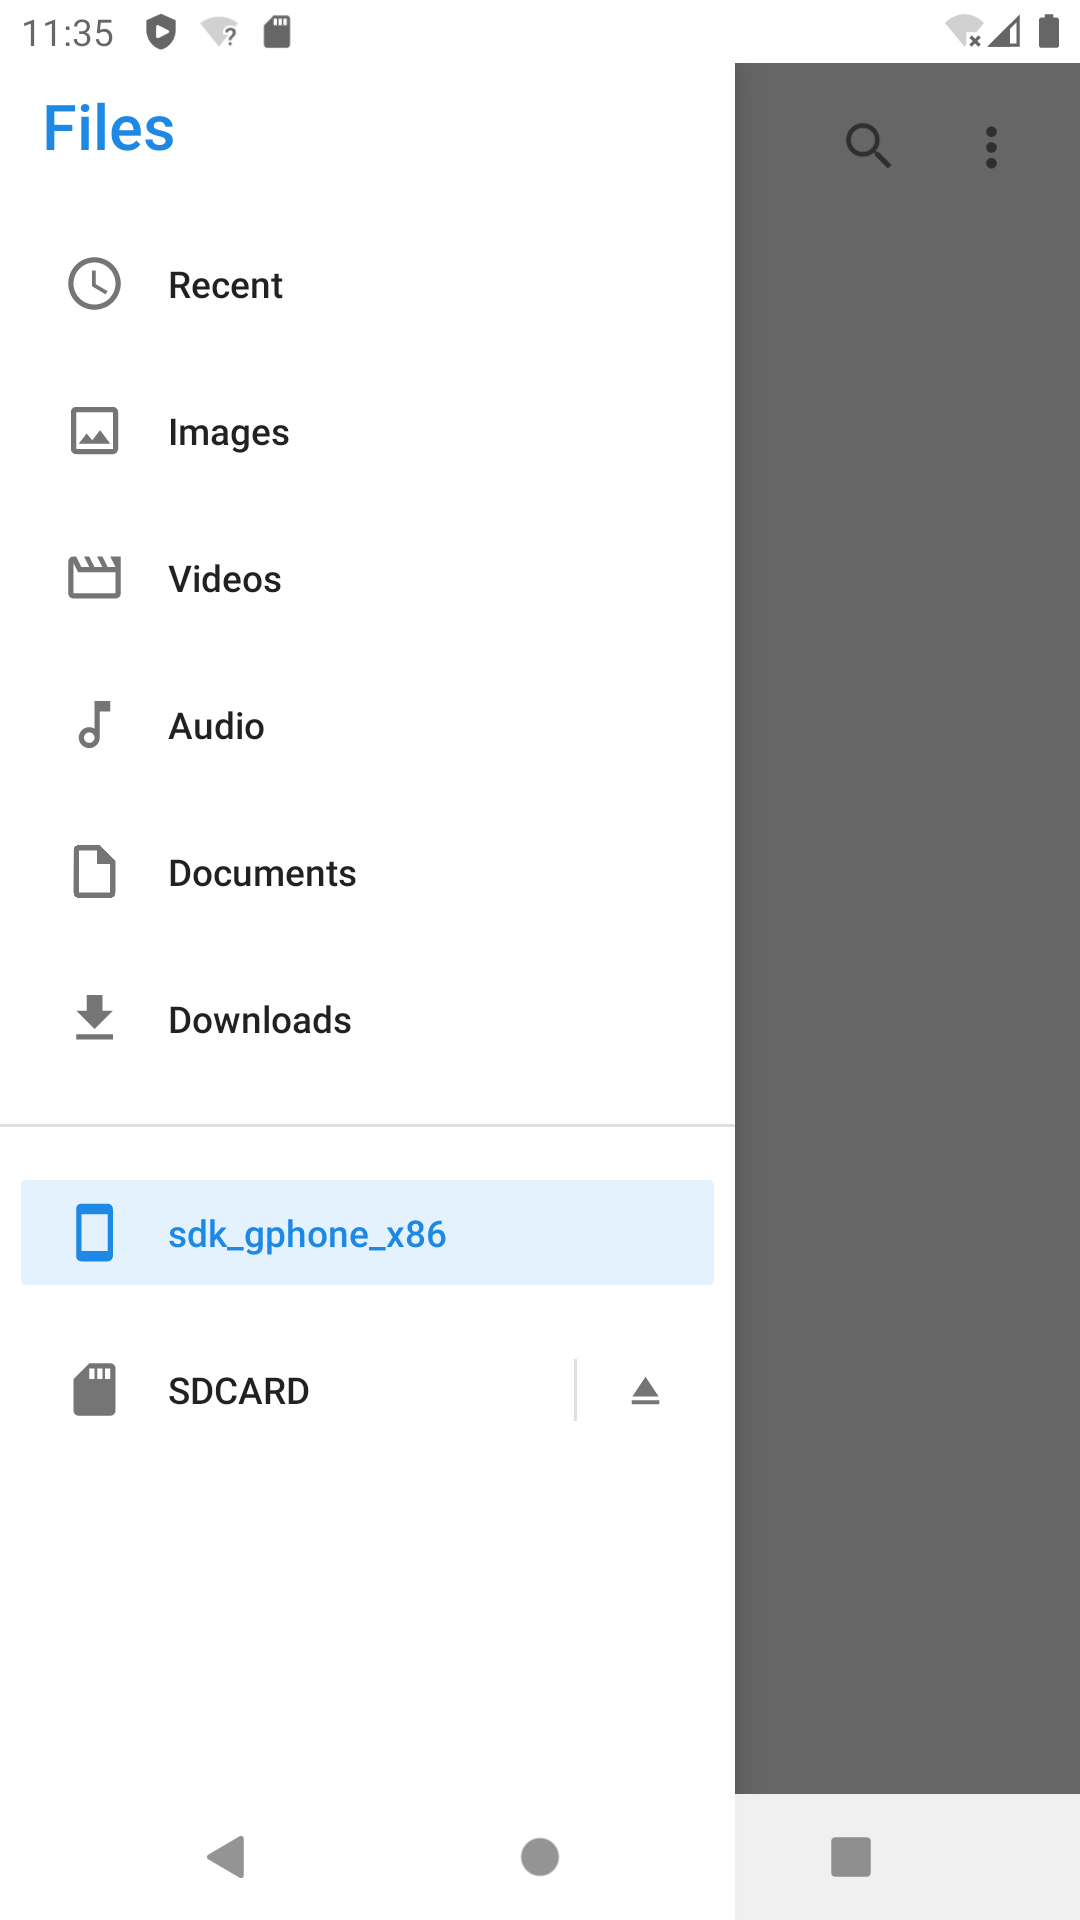 11:35
Files
Recent
Images
Videos
Audio
Documents
Downloads
sdk_gphone_x86
SDCARD